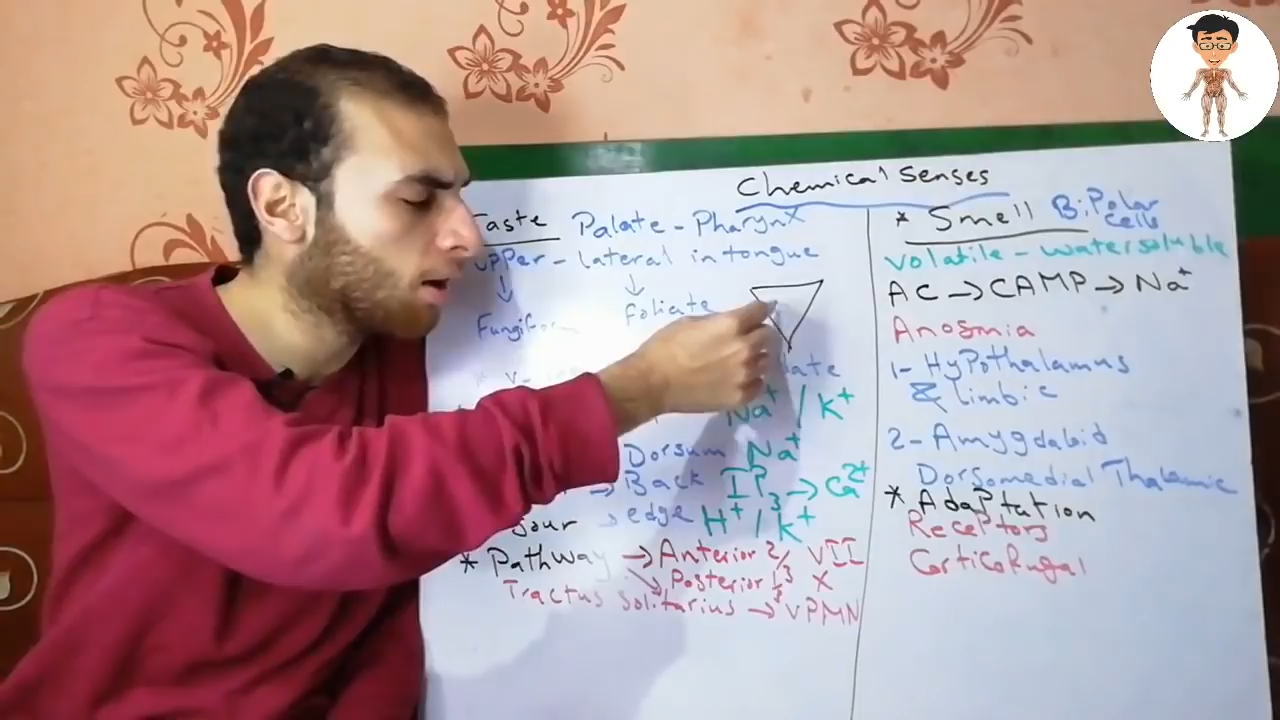 Chemical Senses
Taste Palate - Pharynx
upper - lateral in tongue
↓ ↓
Fungiform foliate
Na⁺ / K⁺
Dorsum Na⁺
→ Back IP₃ → Ca²⁺
sour → edge H⁺ / K⁺
* Pathway → Anterior 2/3 VII
Posterior 1/3 X
Tractus Solitarius → VPMN
* Smell Bipolar cells
Volatile - water soluble
AC → CAMP → Na⁺
Anosmia
1- Hypothalamus
& limbic
2- Amygdaloid
Dorsomedial Thalamic
* Adaptation
Receptors
Corticofugal